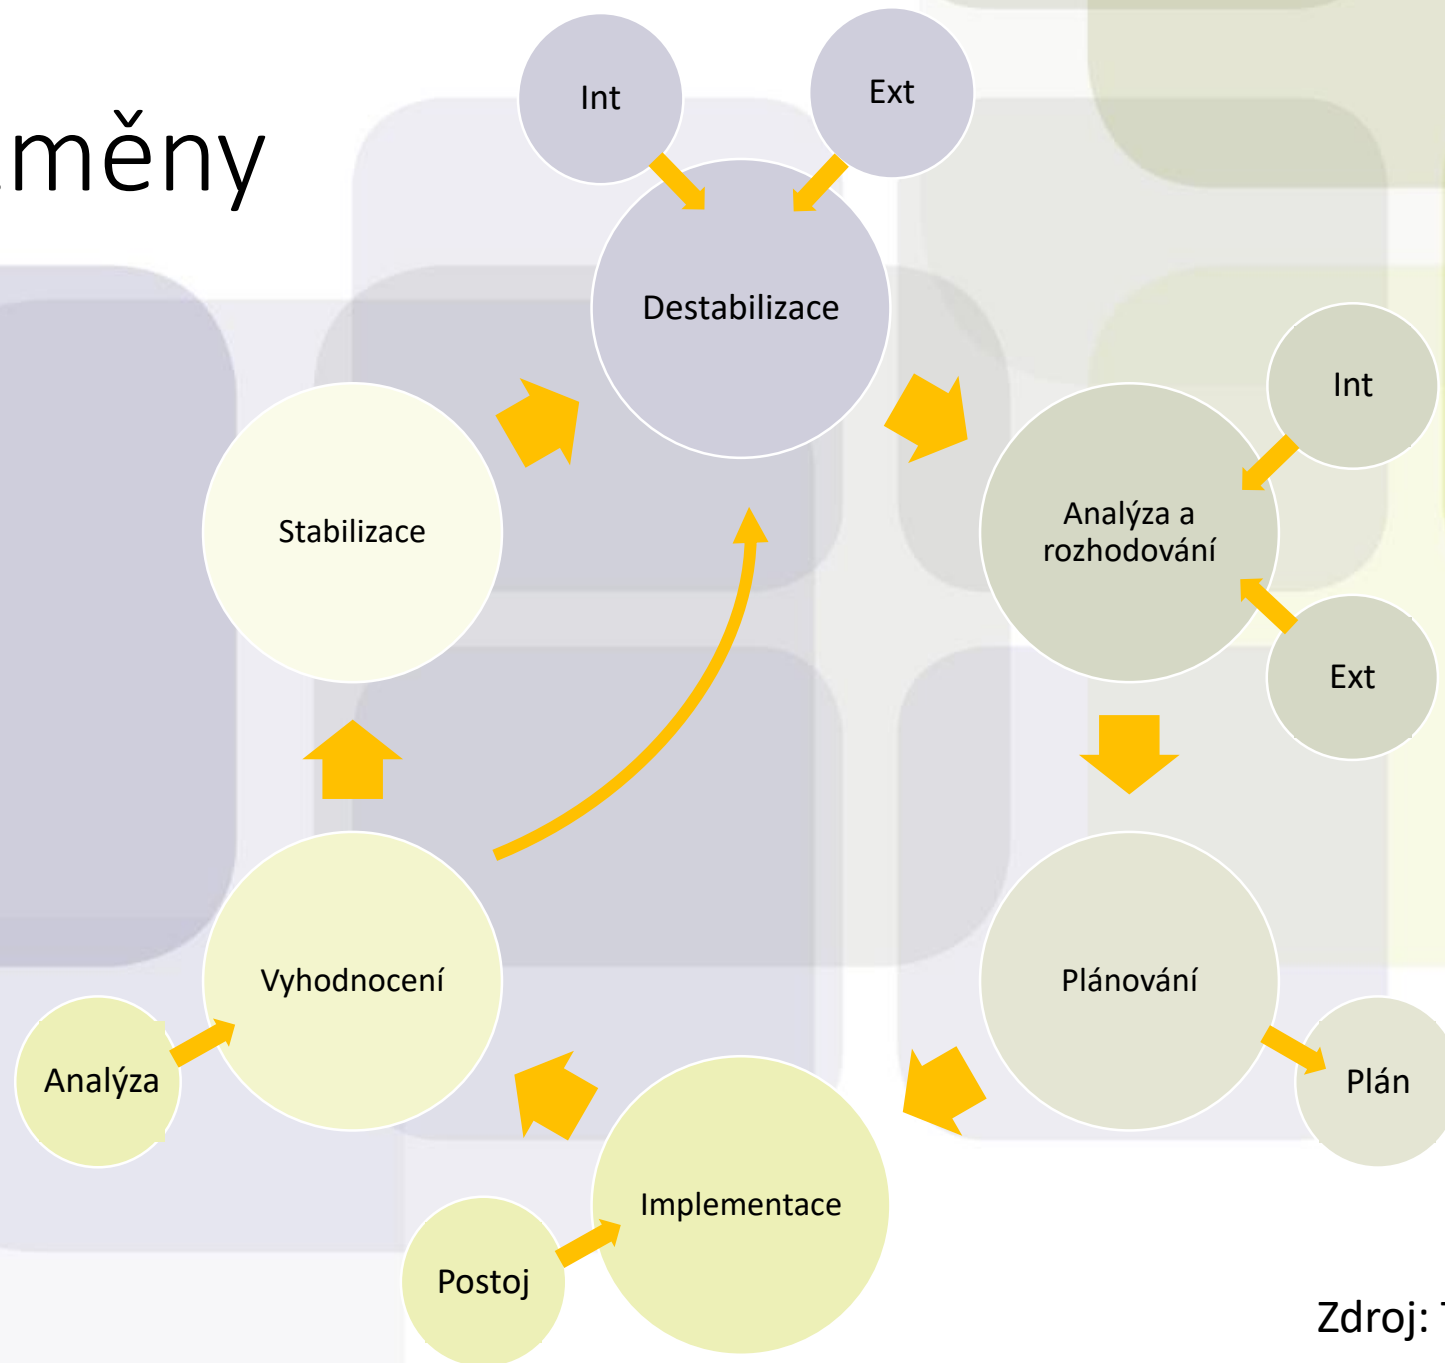 měny
Int
Ext
Destabilizace
Int
Stabilizace
Analýza a
rozhodování
Ext
Vyhodnocení
Plánování
Analýza
Plán
Implementace
Postoj
Zdroj: